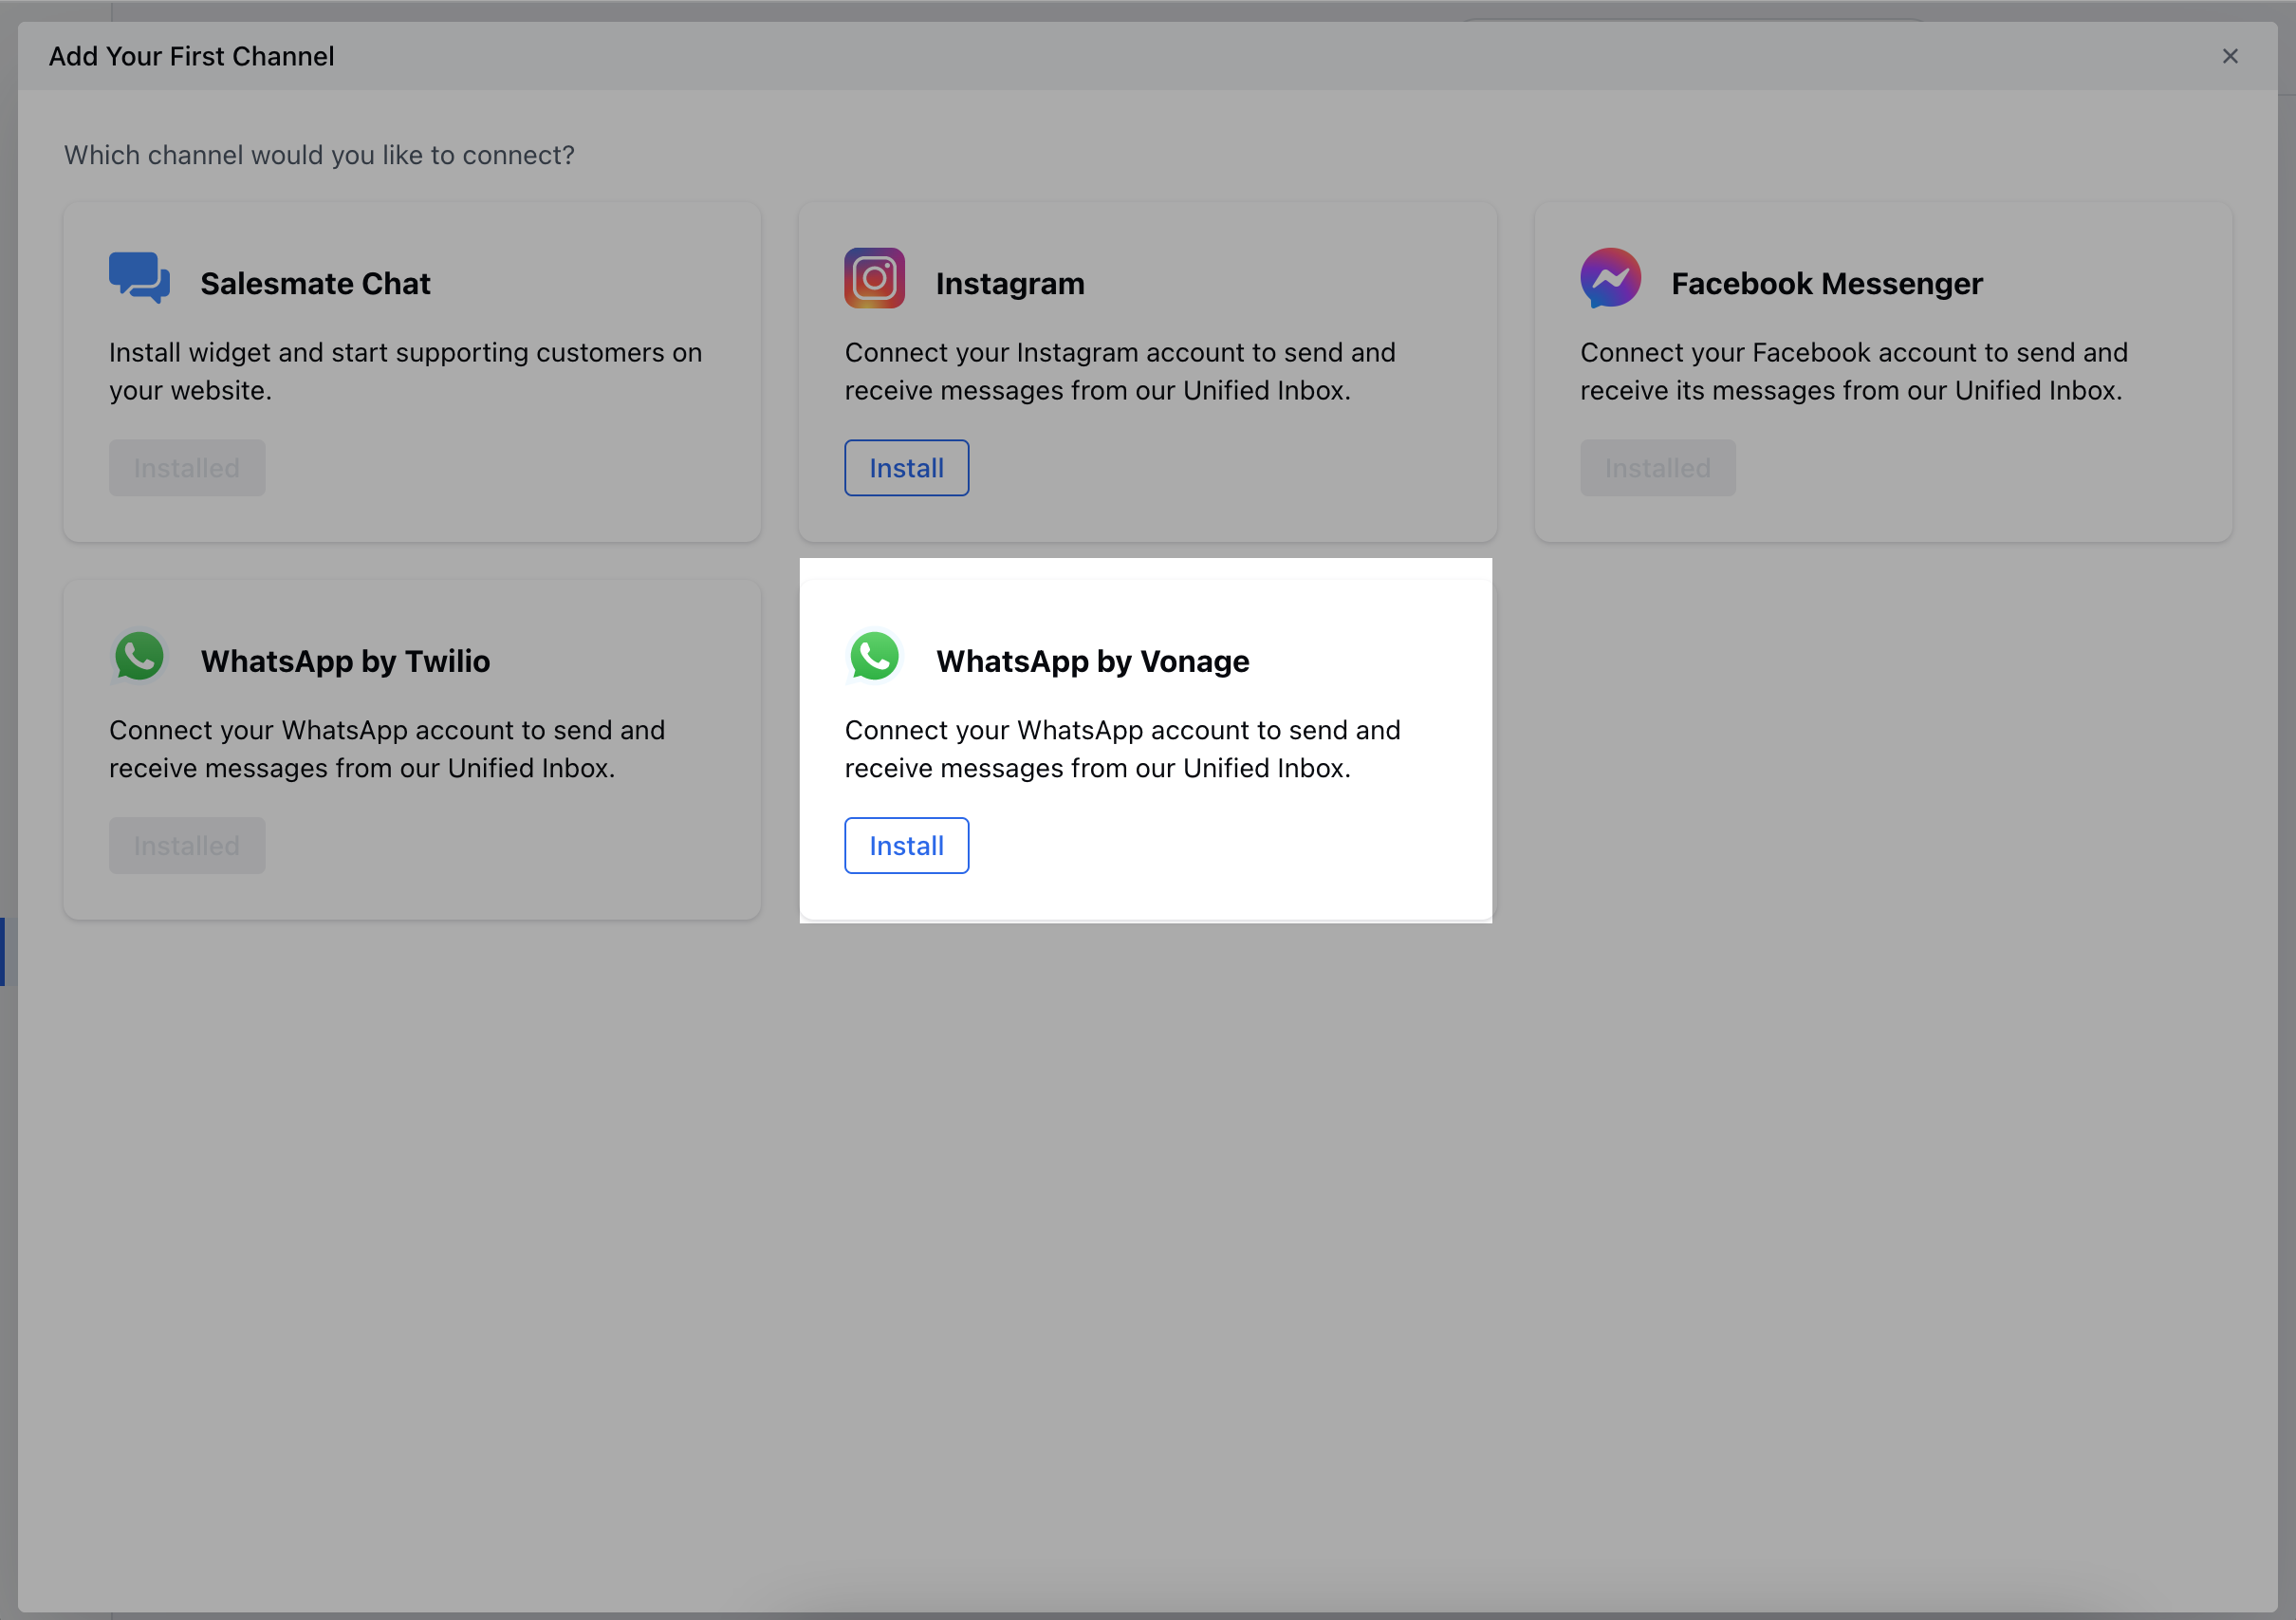 Add Your First Channel
Which channel would you like to connect?
Salesmate Chat
Install widget and start supporting customers on
your website.
Installed
Instagram
Connect your Instagram account to send and
receive messages from our Unified Inbox.
Install
Facebook Messenger
Connect your Facebook account to send and
receive its messages from our Unified Inbox.
Installed
WhatsApp by Twilio
Connect your WhatsApp account to send and
receive messages from our Unified Inbox.
Installed
WhatsApp by Vonage
Connect your WhatsApp account to send and
receive messages from our Unified Inbox.
Install